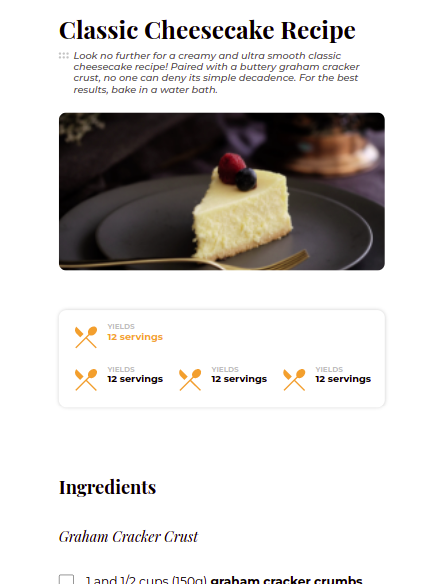 Classic Cheesecake Recipe
Look no further for a creamy and ultra smooth classic
cheesecake recipe! Paired with a buttery graham cracker
crust, no one can deny its simple decadence. For the best
results, bake in a water bath.
YIELDS
12 servings
YIELDS
12 servings
YIELDS
12 servings
YIELDS
12 servings
Ingredients
Graham Cracker Crust
1 and 1/2 cups (150g) graham cracker crumbs